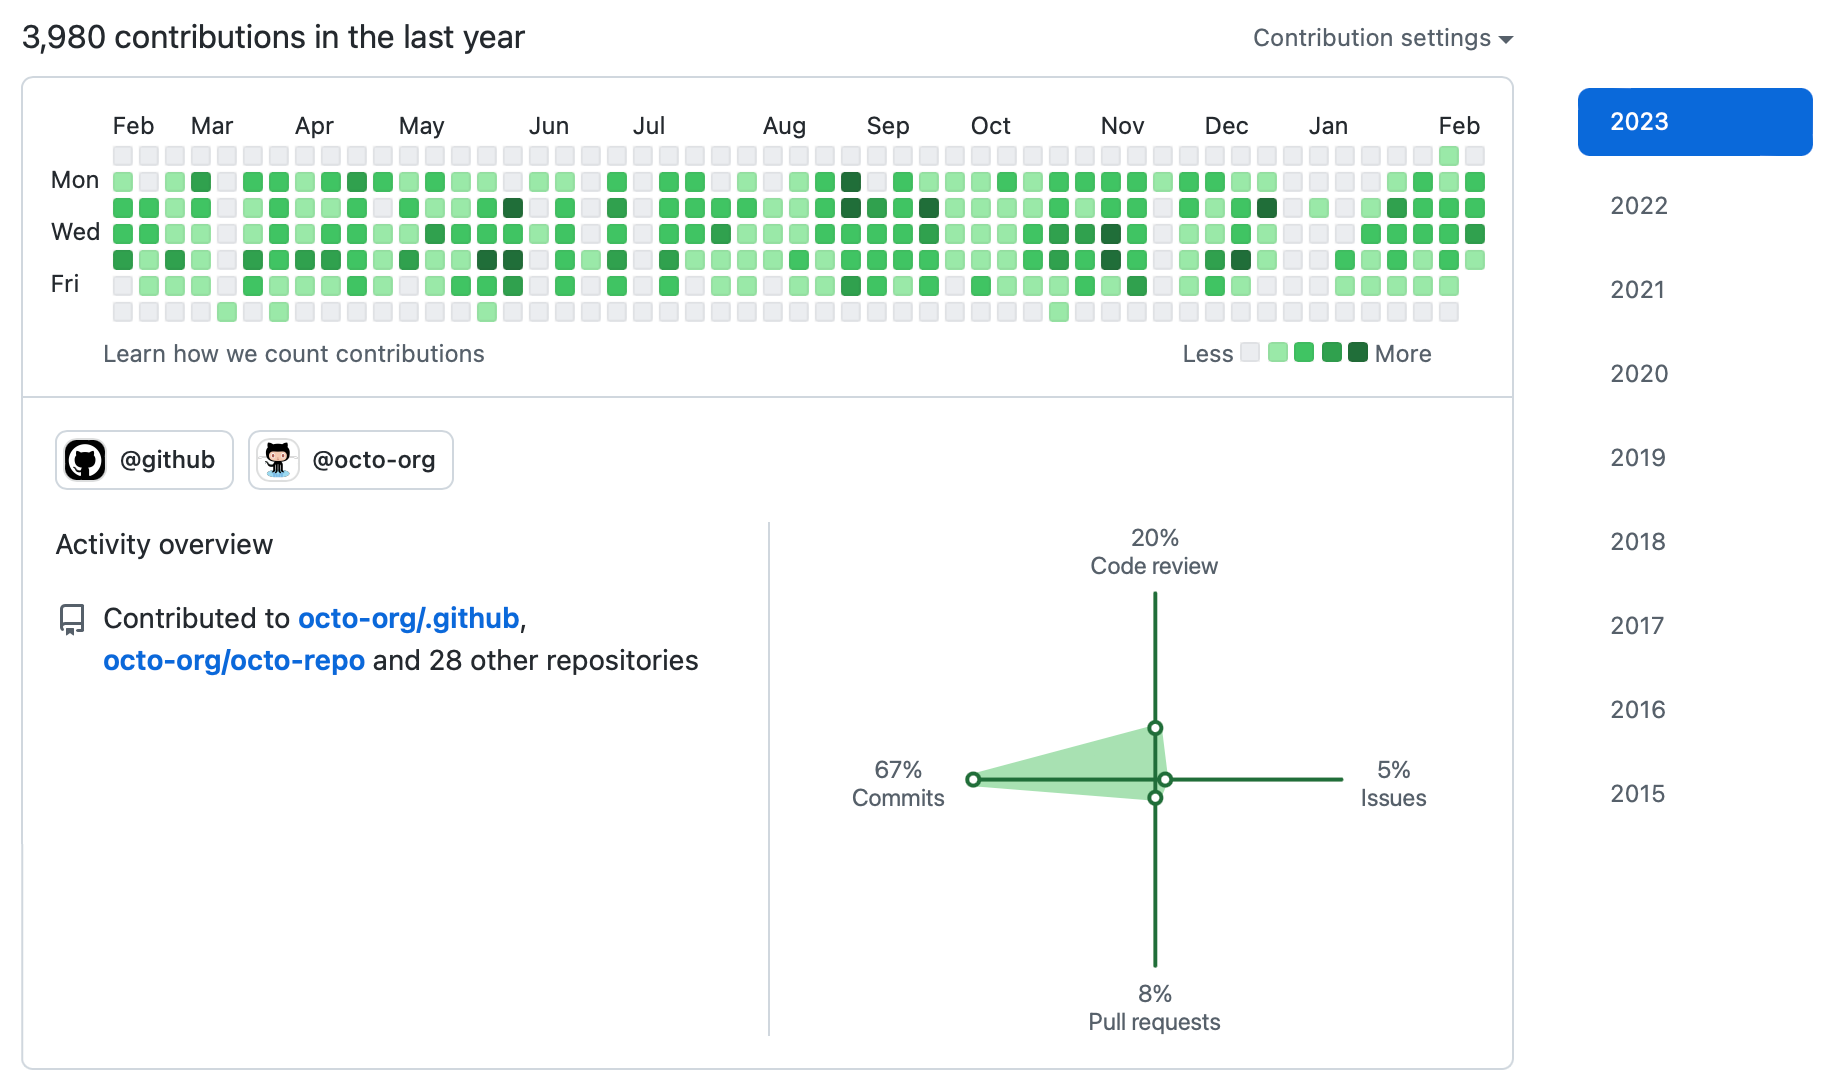 3,980 contributions in the last year
Contribution settings
Feb Mar Apr May Jun Jul Aug Sep Oct Nov Dec Jan Feb
Mon
Wed
Fri
Learn how we count contributions
Less More
@github @octo-org
Activity overview
Contributed to octo-org/.github,
octo-org/octo-repo and 28 other repositories
20%
Code review
67%
Commits
5%
Issues
8%
Pull requests
2023
2022
2021
2020
2019
2018
2017
2016
2015